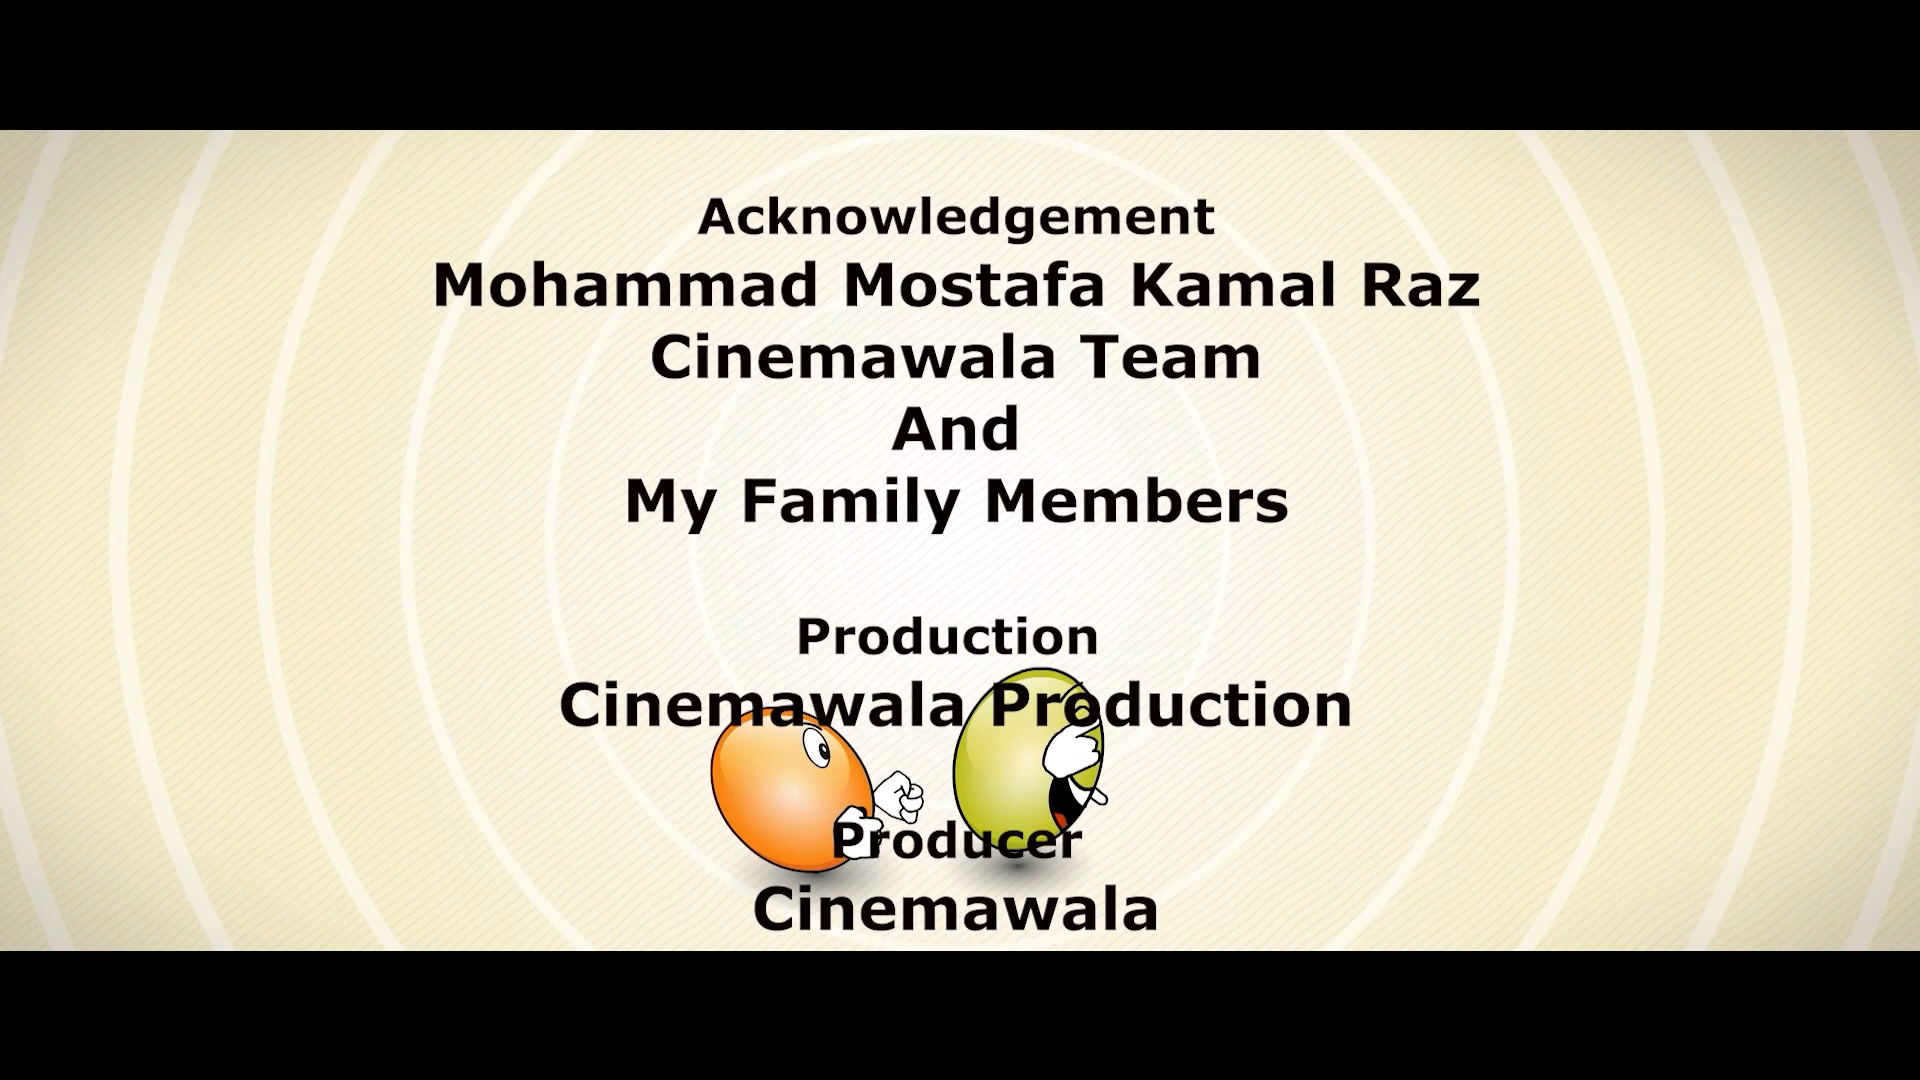 Acknowledgement
Mohammad Mostafa Kamal Raz
Cinemawala Team
And
My Family Members
Production
Cinemawala Production
Producer
Cinemawala